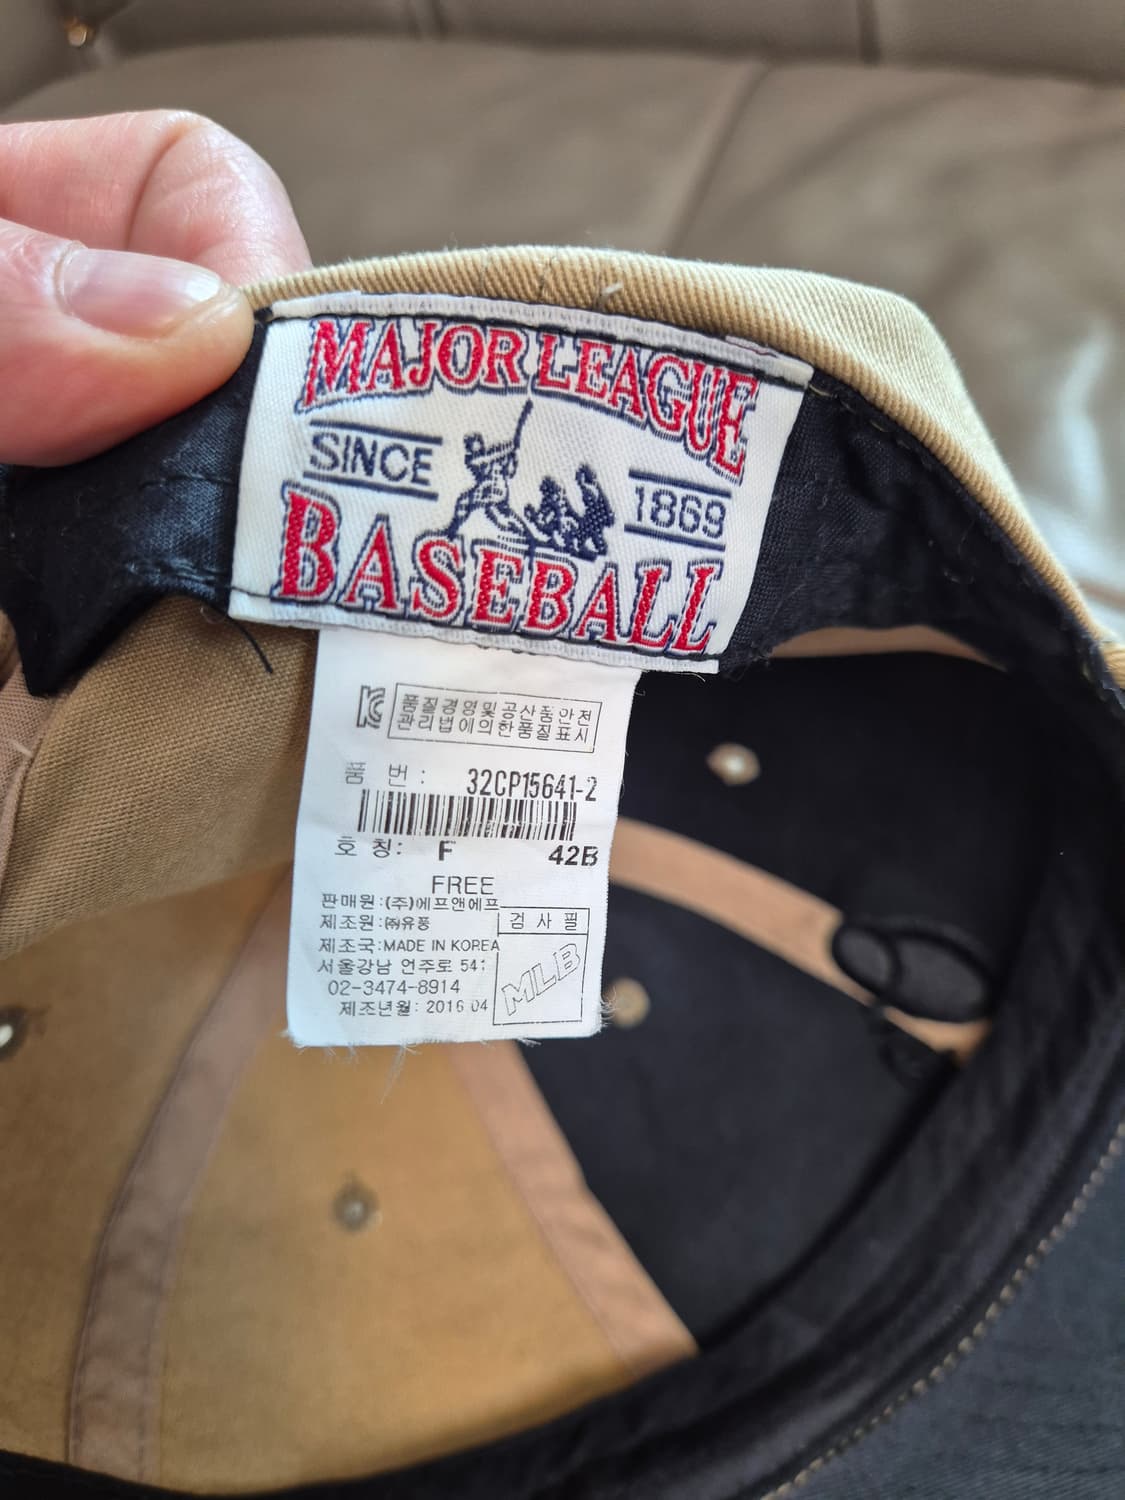 MAJOR LEAGUE
SINCE
1869
BASEBALL
품질경영및공산품안전
관리법에의한품질표시
품 번 : 32CP15641-2
호 칭: F 42B
FREE
판매원:(주)에프앤에프
제조원:㈜유풍
검 사 필
제조국:MADE IN KOREA
서울강남 언주로 541
02-3474-8914
MLB
제조년월: 2016 04